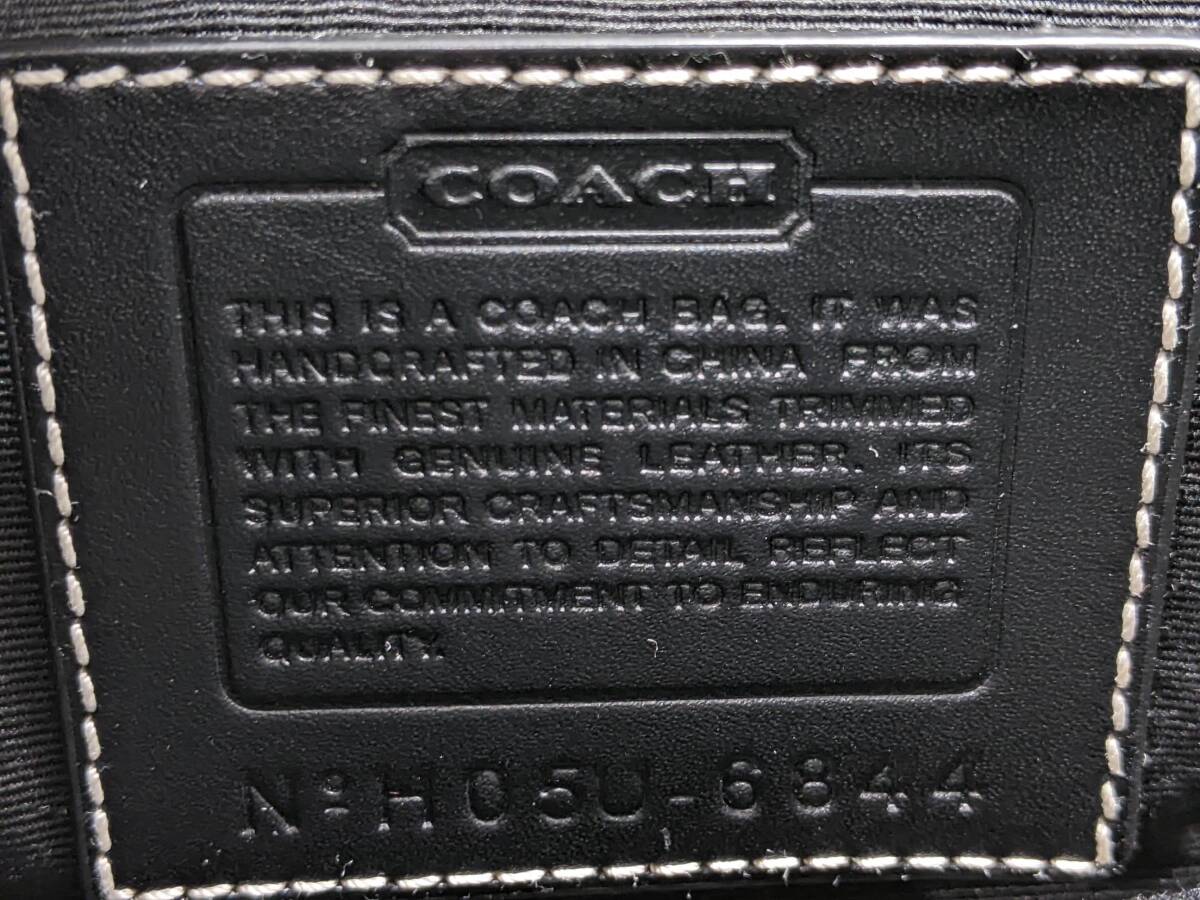 COACH
THIS IS A COACH BAG. IT WAS
HANDCRAFTED IN CHINA FROM
THE FINEST MATERIALS TRIMMED
WITH GENUINE LEATHER. ITS
SUPERIOR CRAFTSMANSHIP AND
ATTENTION TO DETAIL REFLECT
OUR COMMITMENT TO ENDURING
QUALITY.
Nº H05U-6844